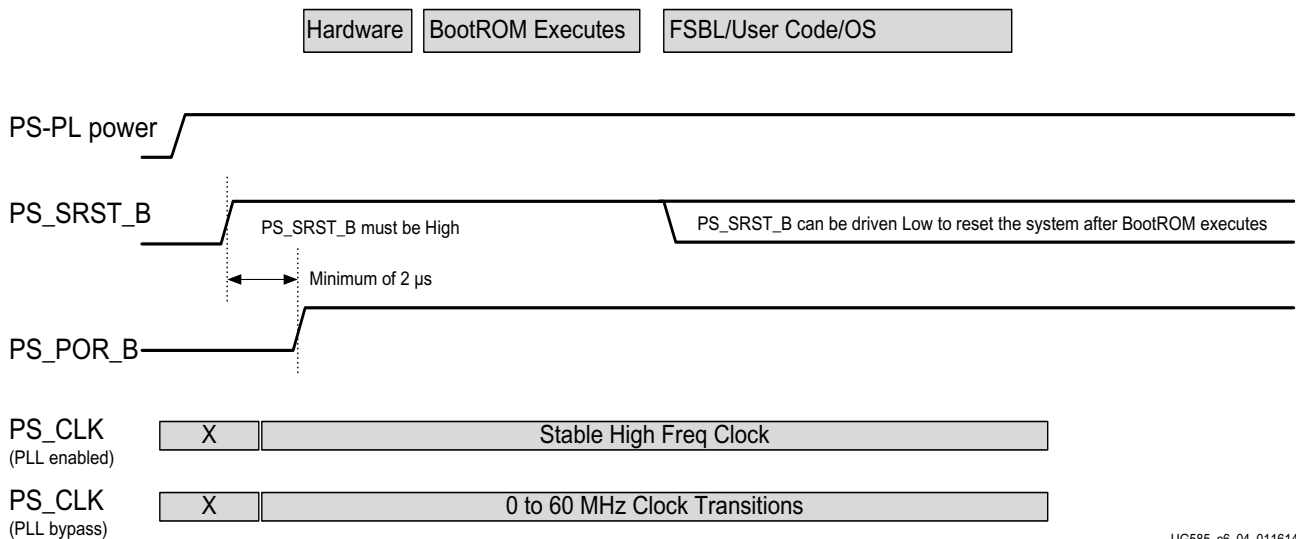 Hardware
BootROM Executes
FSBL/User Code/OS
PS-PL power
PS_SRST_B
PS_SRST_B must be High
PS_SRST_B can be driven Low to reset the system after BootROM executes
Minimum of 2 µs
PS_POR_B
PS_CLK
(PLL enabled)
X
Stable High Freq Clock
PS_CLK
(PLL bypass)
X
0 to 60 MHz Clock Transitions
UG585_c6_04_011614